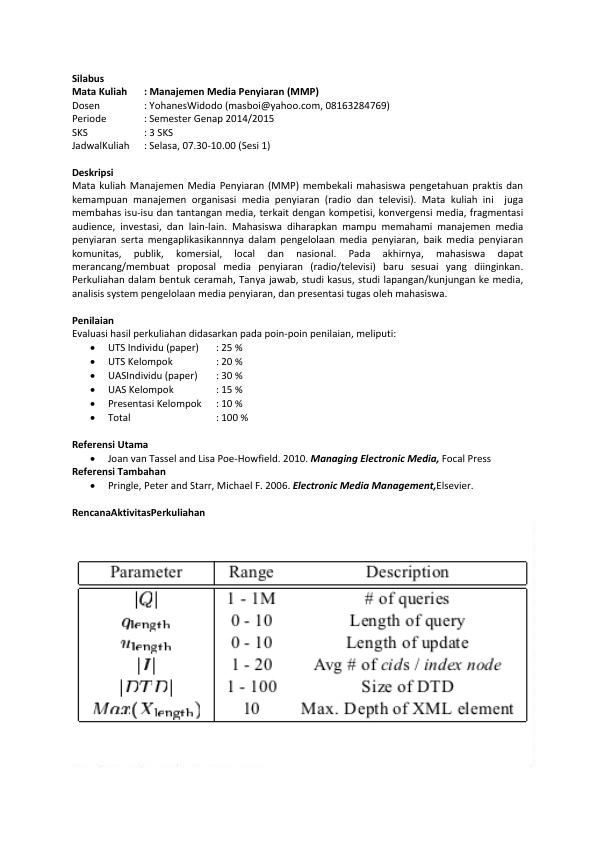 Silabus
Mata Kuliah : Manajemen Media Penyiaran (MMP)
Dosen : YohanesWidodo (masboi@yahoo.com, 08163284769)
Periode : Semester Genap 2014/2015
SKS : 3 SKS
JadwalKuliah : Selasa, 07.30-10.00 (Sesi 1)
Deskripsi
Mata kuliah Manajemen Media Penyiaran (MMP) membekali mahasiswa pengetahuan praktis dan
kemampuan manajemen organisasi media penyiaran (radio dan televisi). Mata kuliah ini juga
membahas isu-isu dan tantangan media, terkait dengan kompetisi, konvergensi media, fragmentasi
audience, investasi, dan lain-lain. Mahasiswa diharapkan mampu memahami manajemen media
penyiaran serta mengaplikasikannnya dalam pengelolaan media penyiaran, baik media penyiaran
komunitas, publik, komersial, local dan nasional. Pada akhirnya, mahasiswa dapat
merancang/membuat proposal media penyiaran (radio/televisi) baru sesuai yang diinginkan.
Perkuliahan dalam bentuk ceramah, Tanya jawab, studi kasus, studi lapangan/kunjungan ke media,
analisis system pengelolaan media penyiaran, dan presentasi tugas oleh mahasiswa.
Penilaian
Evaluasi hasil perkuliahan didasarkan pada poin-poin penilaian, meliputi:
• UTS Individu (paper) : 25 %
• UTS Kelompok : 20 %
• UASIndividu (paper) : 30 %
• UAS Kelompok : 15 %
• Presentasi Kelompok : 10 %
• Total : 100 %
Referensi Utama
• Joan van Tassel and Lisa Poe-Howfield. 2010. Managing Electronic Media, Focal Press
Referensi Tambahan
• Pringle, Peter and Starr, Michael F. 2006. Electronic Media Management,Elsevier.
RencanaAktivitasPerkuliahan
Parameter Range Description
|Q| 1 - 1M # of queries
qlength 0 - 10 Length of query
ulength 0 - 10 Length of update
|I| 1 - 20 Avg # of cids / index node
|DTD| 1 - 100 Size of DTD
Max(Xlength) 10 Max. Depth of XML element